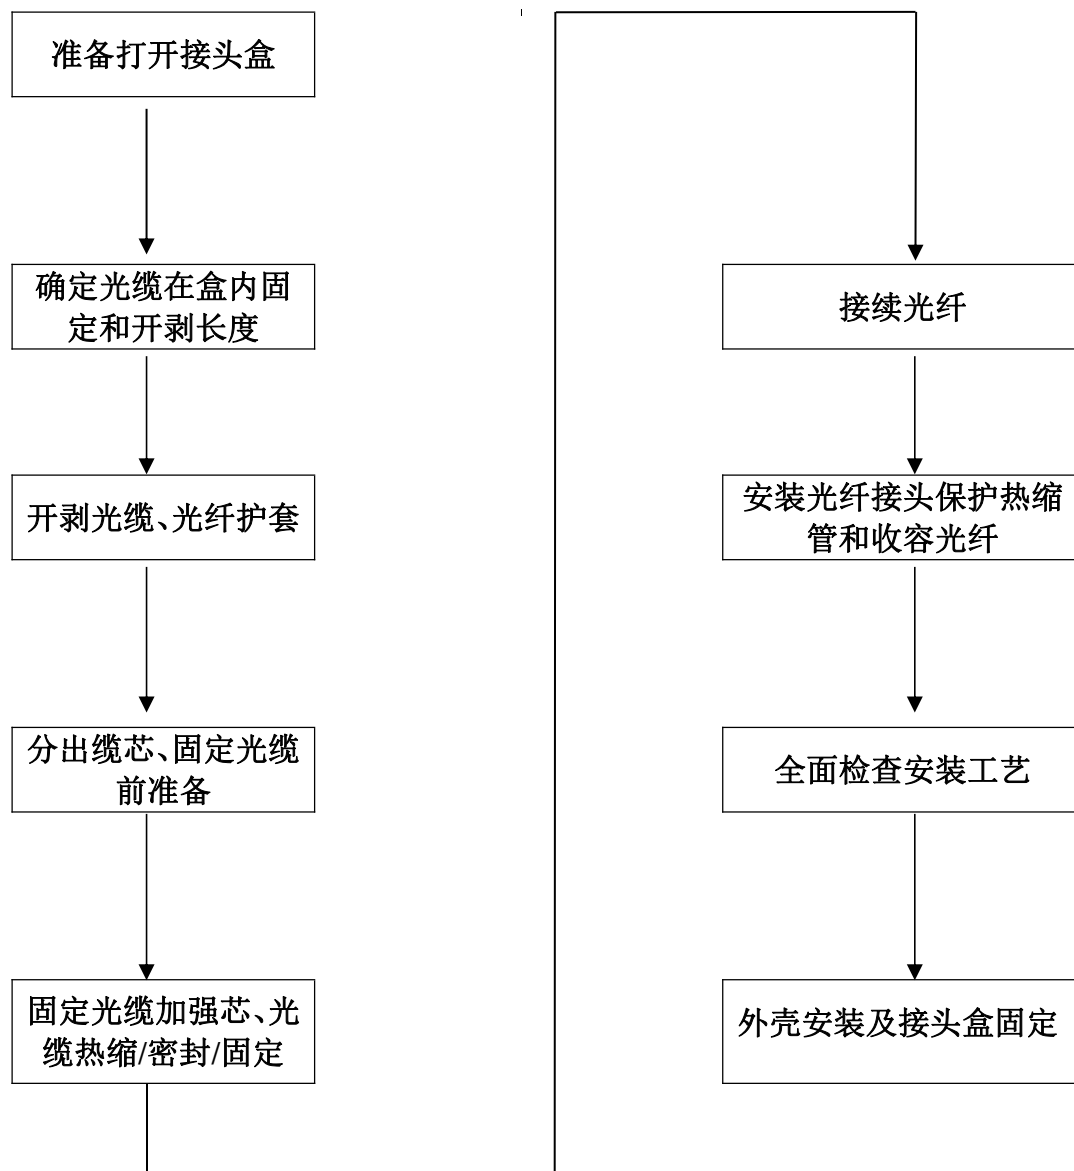 准备打开接头盒
确定光缆在盒内固
定和开剥长度
开剥光缆、光纤护套
分出缆芯、固定光缆
前准备
固定光缆加强芯、光
缆热缩/密封/固定
接续光纤
安装光纤接头保护热缩
管和收容光纤
全面检查安装工艺
外壳安装及接头盒固定